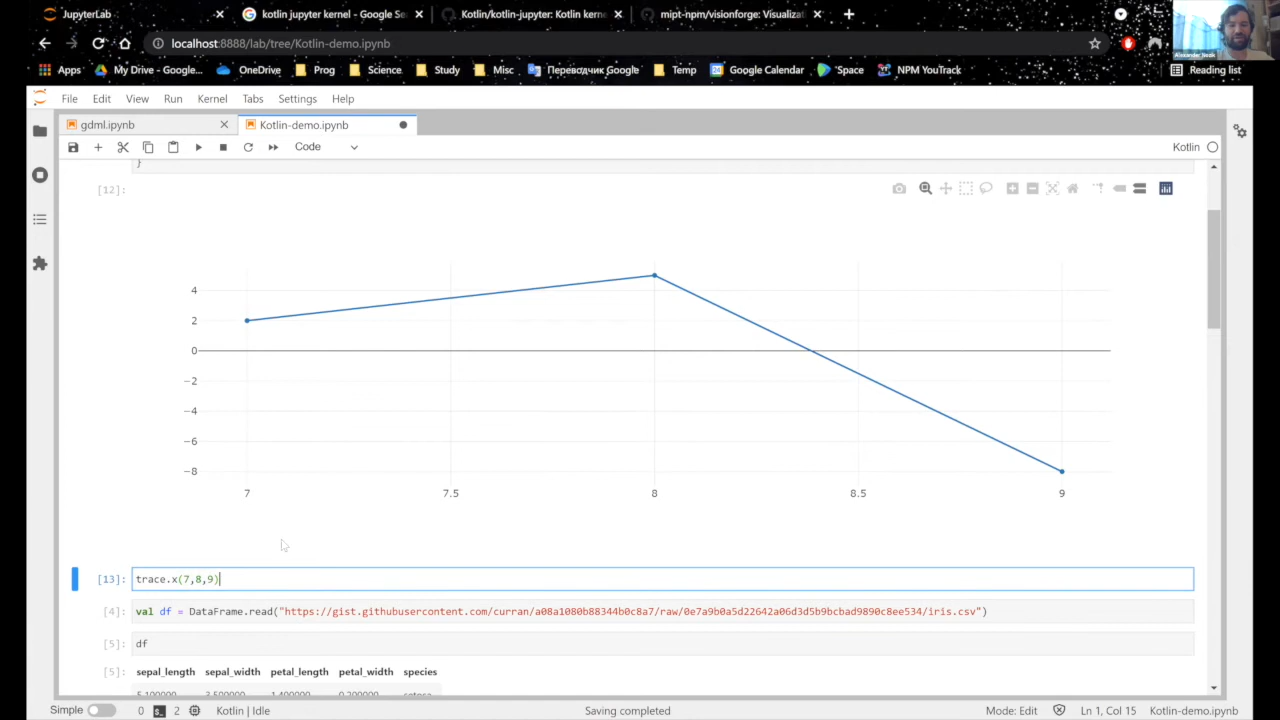 JupyterLab
kotlin jupyter kernel - Google Se
Kotlin/kotlin-jupyter: Kotlin kern
mipt-npm/visionforge: Visualizat
localhost:8888/lab/tree/Kotlin-demo.ipynb
Apps My Drive - Google... OneDrive Prog Science Study Misc Переводчик Google Temp Google Calendar Space NPM YouTrack Reading list
File Edit View Run Kernel Tabs Settings Help
gdml.ipynb Kotlin-demo.ipynb
Code Kotlin
}
[12]:
4
2
0
−2
−4
−6
−8
7 7.5 8 8.5 9
[13]: trace.x(7,8,9)
[4]: val df = DataFrame.read("https://gist.githubusercontent.com/curran/a08a1080b88344b0c8a7/raw/0e7a9b0a5d22642a06d3d5b9bcbad9890c8ee534/iris.csv")
[5]: df
[5]: sepal_length sepal_width petal_length petal_width species
5.100000 3.500000 1.400000 0.200000 setosa
Simple 0 2 Kotlin | Idle Saving completed Mode: Edit Ln 1, Col 15 Kotlin-demo.ipynb